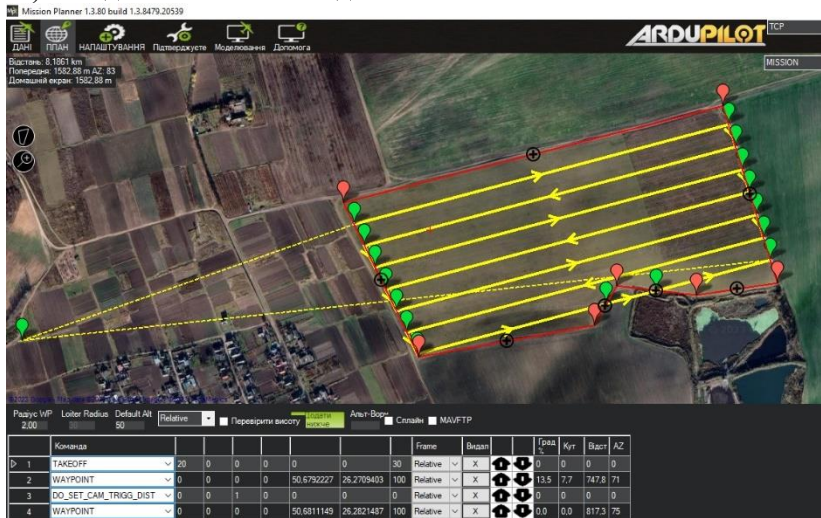 Mission Planner 1.3.80 build 1.3.8479.20539
ДАНІ ПЛАН НАЛАШТУВАННЯ Підтверджуєте Моделювання Допомога
ARDUPILOT
TCP
MISSION
Відстань: 8,1861 km
Попередня: 1582,88 m AZ: 83
Домашній екран: 1582,88 m
Радіус WP Loiter Radius Default Alt
2,00 50 Relative Перевірити висоту Додати нижче Альт-Ворн Сплайн MAVFTP
Команда Frame Видал Град % Кут Відст AZ
1 TAKEOFF 20 0 0 0 0 0 30 Relative X 0 0 0 0
2 WAYPOINT 0 0 0 0 50,6792227 26,2709403 100 Relative X 13,5 7,7 747,8 71
3 DO_SET_CAM_TRIGG_DIST 0 0 1 0 0 0 0 Relative X 0 0 0 0
4 WAYPOINT 0 0 0 0 50,6811149 26,2821487 100 Relative X 0,0 0,0 817,3 75